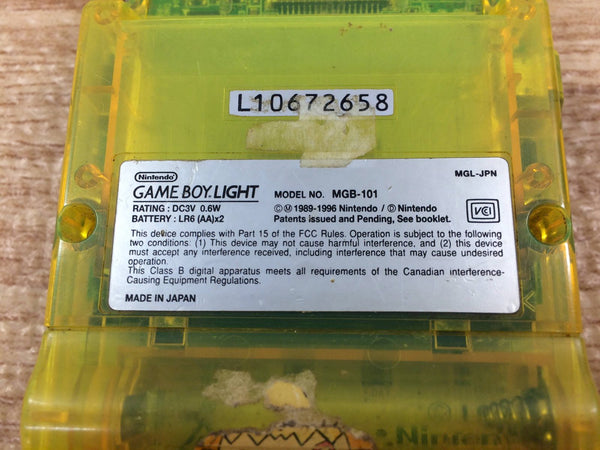 L10672658
Nintendo
MGL-JPN
GAME BOY LIGHT
MODEL NO. MGB-101
RATING : DC3V 0.6W
© Ⓜ 1989-1996 Nintendo / Ⓓ Nintendo
BATTERY : LR6 (AA)x2
Patents issued and Pending, See booklet.
VCI
This device complies with Part 15 of the FCC Rules. Operation is subject to the following
two conditions: (1) This device may not cause harmful interference, and (2) this device
must accept any interference received, including interference that may cause undesired
operation.
This Class B digital apparatus meets all requirements of the Canadian interference-
Causing Equipment Regulations.
MADE IN JAPAN